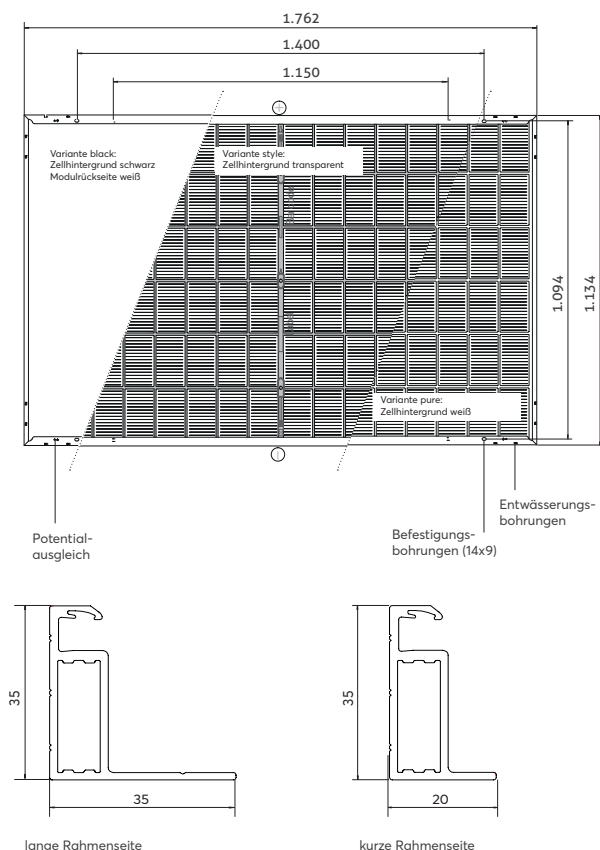 1.762
1.400
1.150
Variante black:
Zellhintergrund schwarz
Modulrückseite weiß
Variante style:
Zellhintergrund transparent
1.094
1.134
Variante pure:
Zellhintergrund weiß
Potential-
ausgleich
Befestigungs-
bohrungen (14x9)
Entwässerungs-
bohrungen
35
35
35
20
lange Rahmenseite
kurze Rahmenseite